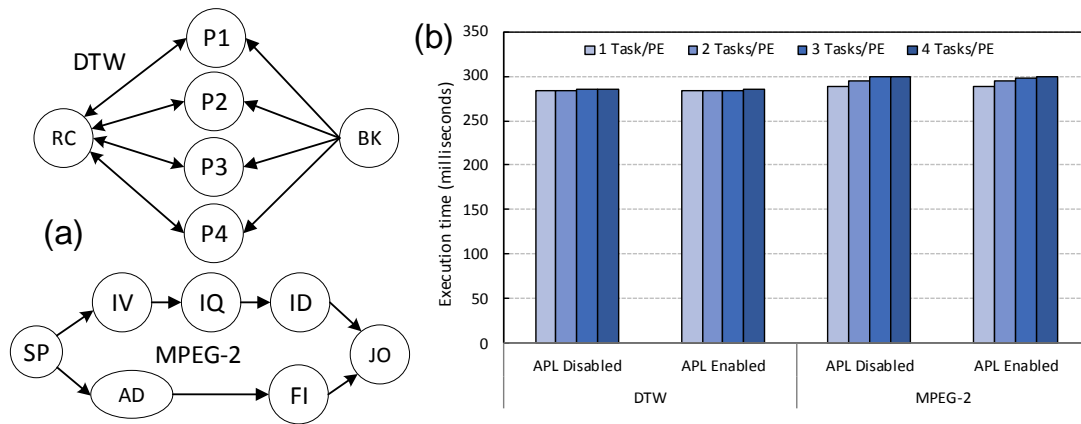 DTW
P1
P2
P3
P4
RC
BK
(a)
IV
IQ
ID
SP
MPEG-2
JO
AD
FI
(b)
1 Task/PE 2 Tasks/PE 3 Tasks/PE 4 Tasks/PE
Execution time (milliseconds)
350
300
250
200
150
100
50
0
APL Disabled APL Enabled APL Disabled APL Enabled
DTW MPEG-2